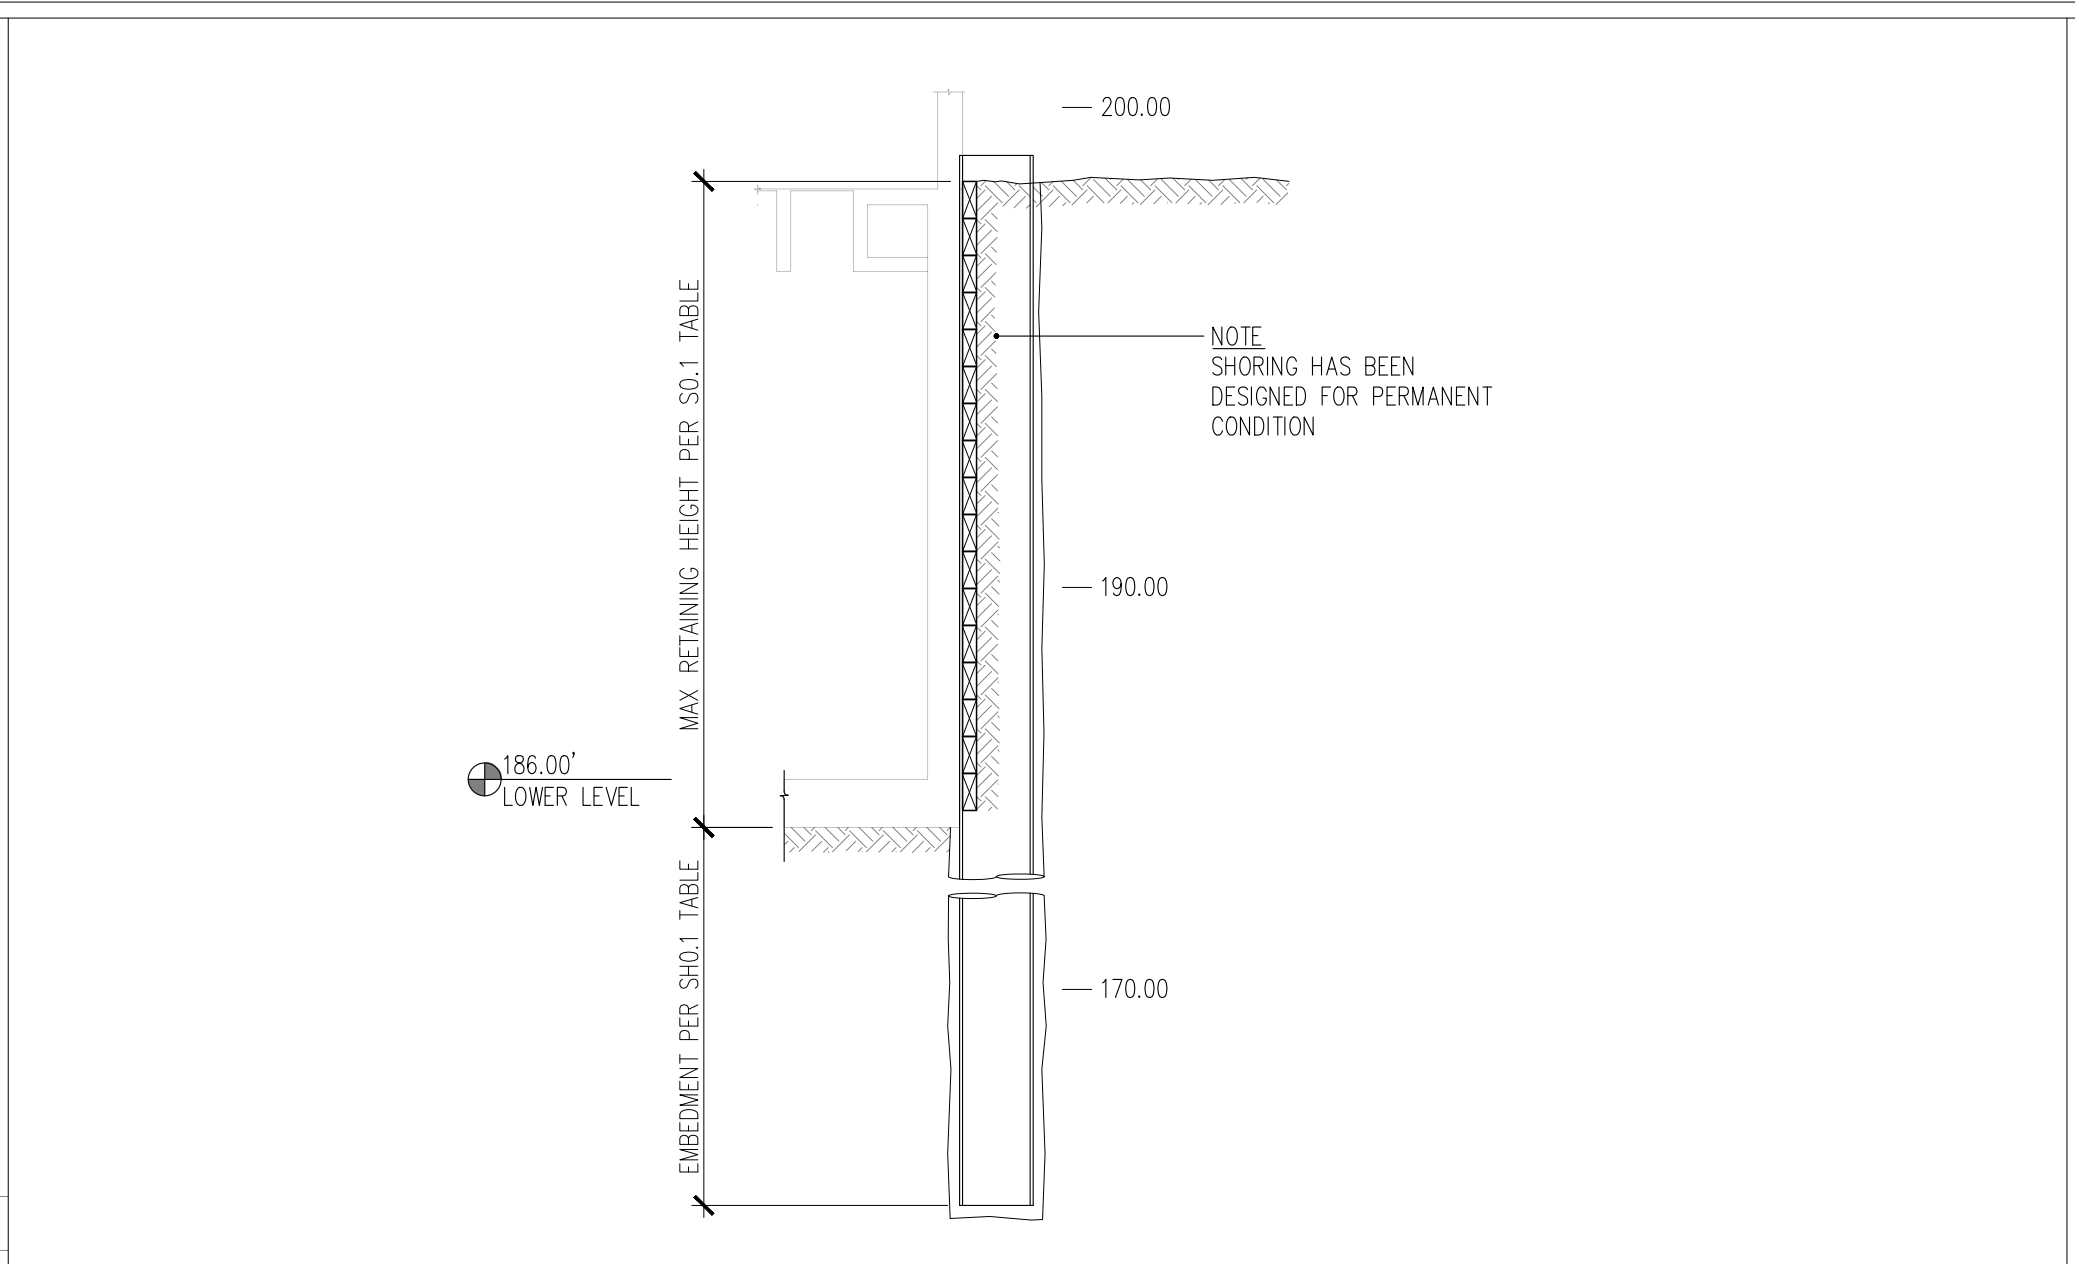 200.00
MAX RETAINING HEIGHT PER S0.1 TABLE
NOTE
SHORING HAS BEEN
DESIGNED FOR PERMANENT
CONDITION
190.00
186.00'
LOWER LEVEL
EMBEDMENT PER SH0.1 TABLE
170.00